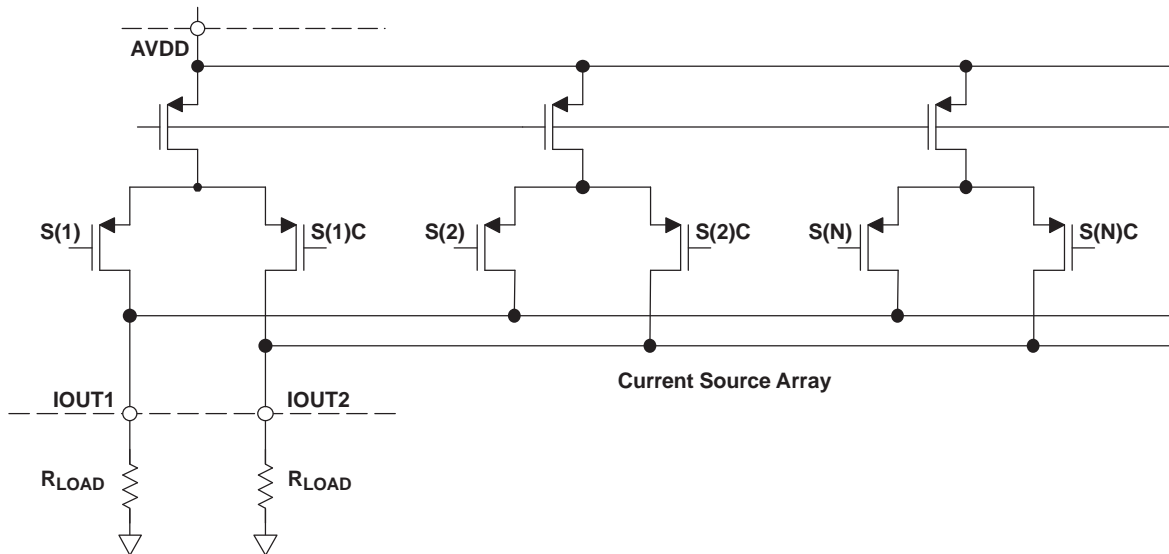 AVDD
S(1)
S(1)C
S(2)
S(2)C
S(N)
S(N)C
Current Source Array
IOUT1
IOUT2
RLOAD
RLOAD